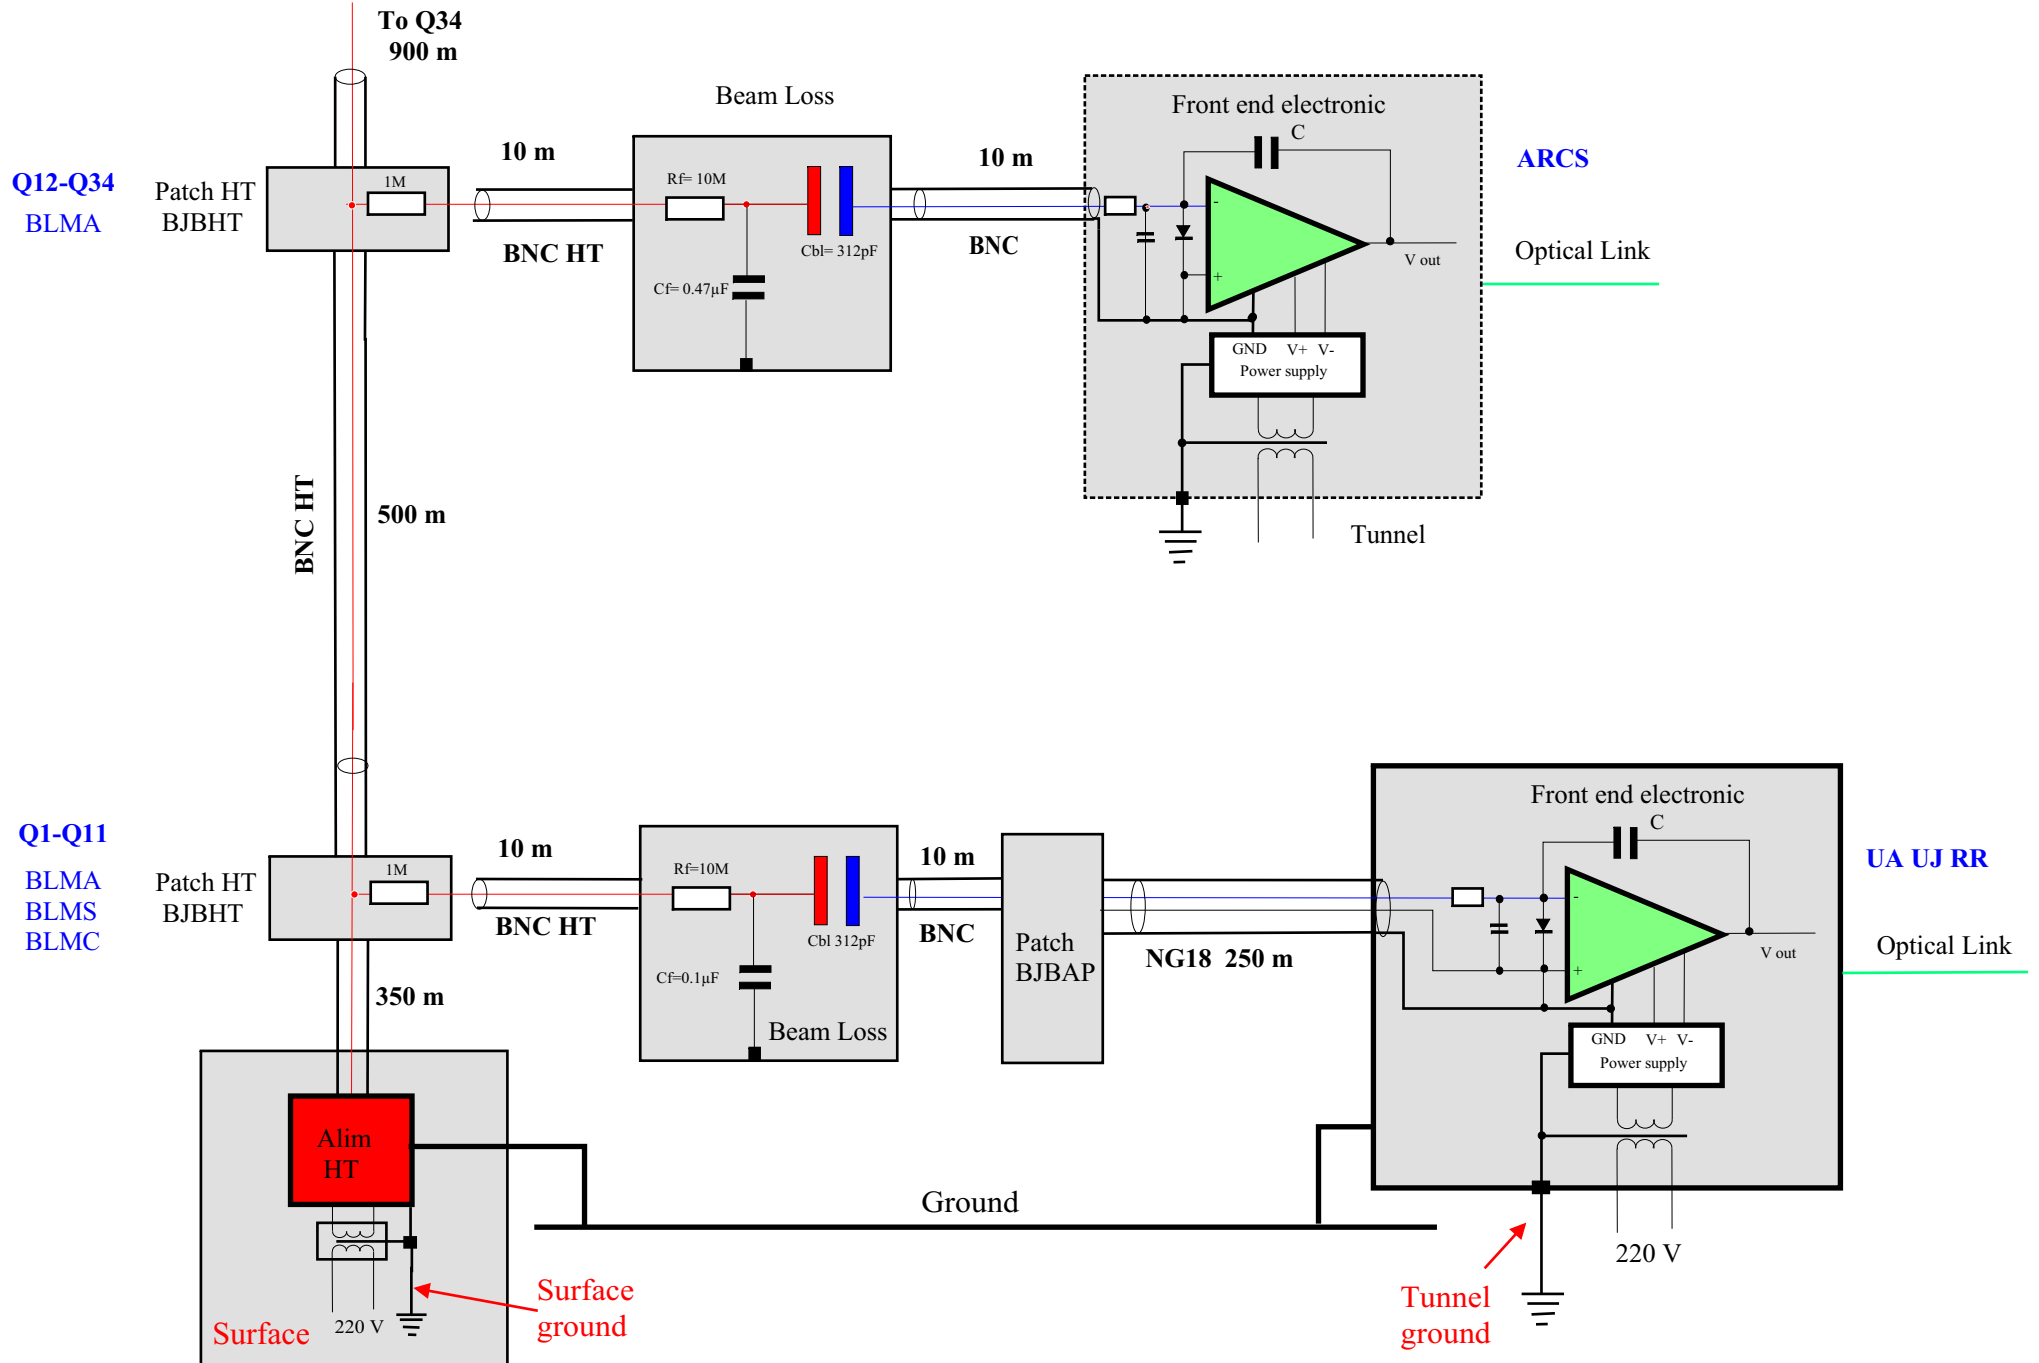 To Q34
900 m
Beam Loss
Front end electronic
C
10 m
10 m
ARCS
Q12-Q34
BLMA
Patch HT
BJBHT
1M
Rf= 10M
-
BNC HT
Cbl= 312pF
BNC
V out
Optical Link
+
Cf= 0.47µF
GND V+ V-
Power supply
BNC HT
500 m
Tunnel
Front end electronic
C
Q1-Q11
BLMA
BLMS
BLMC
Patch HT
BJBHT
1M
10 m
Rf=10M
10 m
UA UJ RR
-
BNC HT
Cbl 312pF
BNC
Patch
BJBAP
NG18 250 m
V out
Optical Link
+
Cf=0.1µF
350 m
Beam Loss
GND V+ V-
Power supply
Alim
HT
Ground
220 V
Surface
ground
Tunnel
ground
220 V
Surface